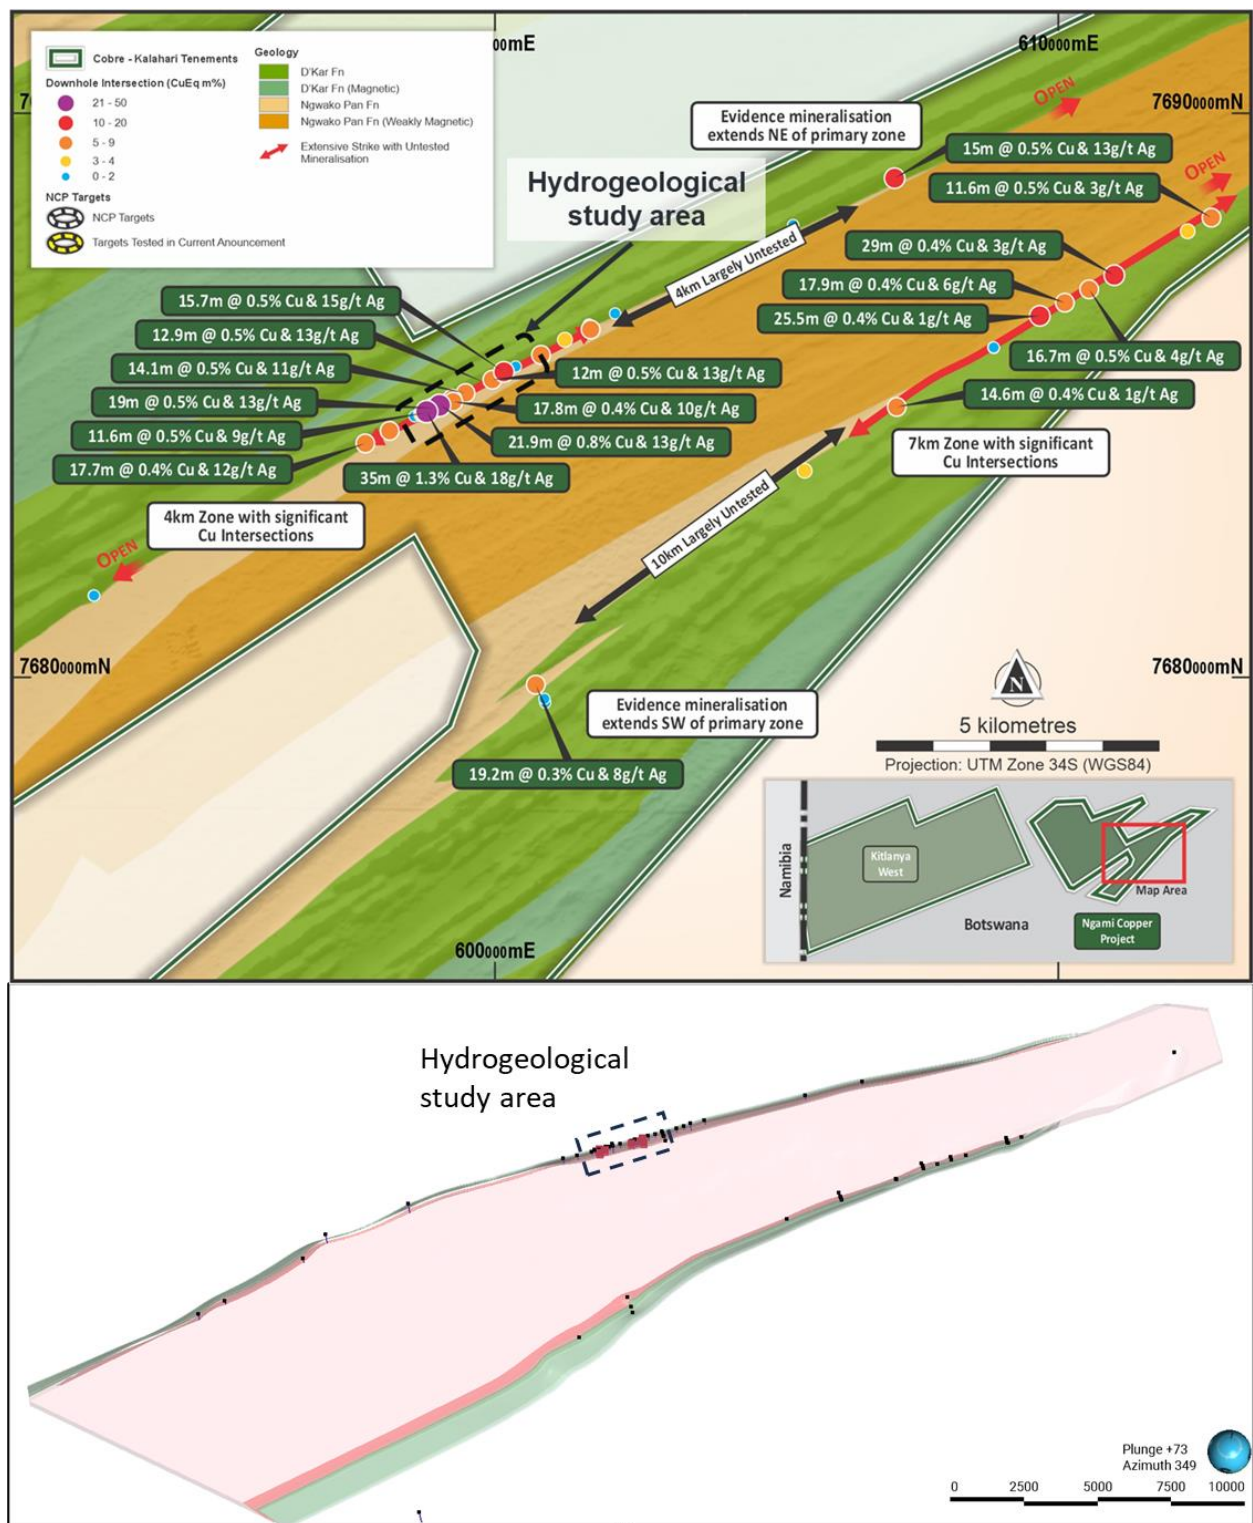 00mE
610000mE
Cobre - Kalahari Tenements
Downhole Intersection (CuEq m%)
21 - 50
10 - 20
5 - 9
3 - 4
0 - 2
NCP Targets
NCP Targets
Targets Tested in Current Anouncement
Geology
D'Kar Fn
D'Kar Fn (Magnetic)
Ngwako Pan Fn
Ngwako Pan Fn (Weakly Magnetic)
Extensive Strike with Untested
Mineralisation
7690000mN
OPEN
Evidence mineralisation
extends NE of primary zone
15m @ 0.5% Cu & 13g/t Ag
OPEN
11.6m @ 0.5% Cu & 3g/t Ag
Hydrogeological
study area
29m @ 0.4% Cu & 3g/t Ag
4km Largely Untested
17.9m @ 0.4% Cu & 6g/t Ag
25.5m @ 0.4% Cu & 1g/t Ag
15.7m @ 0.5% Cu & 15g/t Ag
12.9m @ 0.5% Cu & 13g/t Ag
14.1m @ 0.5% Cu & 11g/t Ag
19m @ 0.5% Cu & 13g/t Ag
11.6m @ 0.5% Cu & 9g/t Ag
17.7m @ 0.4% Cu & 12g/t Ag
12m @ 0.5% Cu & 13g/t Ag
17.8m @ 0.4% Cu & 10g/t Ag
21.9m @ 0.8% Cu & 13g/t Ag
35m @ 1.3% Cu & 18g/t Ag
16.7m @ 0.5% Cu & 4g/t Ag
14.6m @ 0.4% Cu & 1g/t Ag
7km Zone with significant
Cu Intersections
4km Zone with significant
Cu Intersections
OPEN
10km Largely Untested
7680000mN
7680000mN
Evidence mineralisation
extends SW of primary zone
19.2m @ 0.3% Cu & 8g/t Ag
N
5 kilometres
Projection: UTM Zone 34S (WGS84)
Namibia
Kitlanya
West
Map Area
Botswana
Ngami Copper
Project
600000mE
Hydrogeological
study area
Plunge +73
Azimuth 349
0 2500 5000 7500 10000